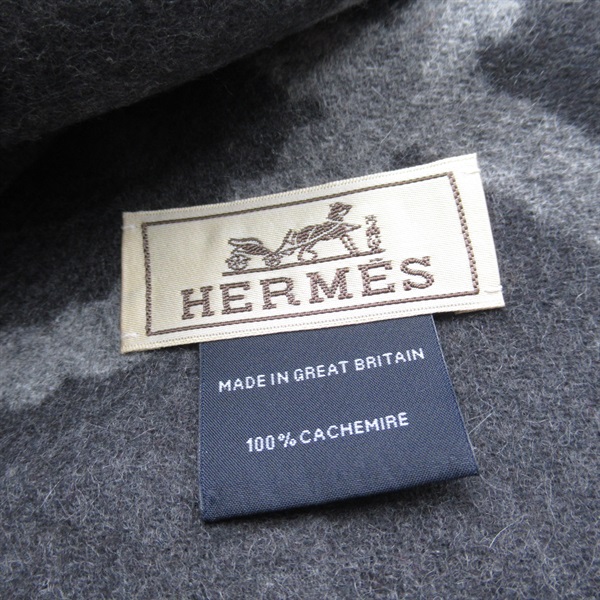 HERMÈS
MADE IN GREAT BRITAIN
100% CACHEMIRE